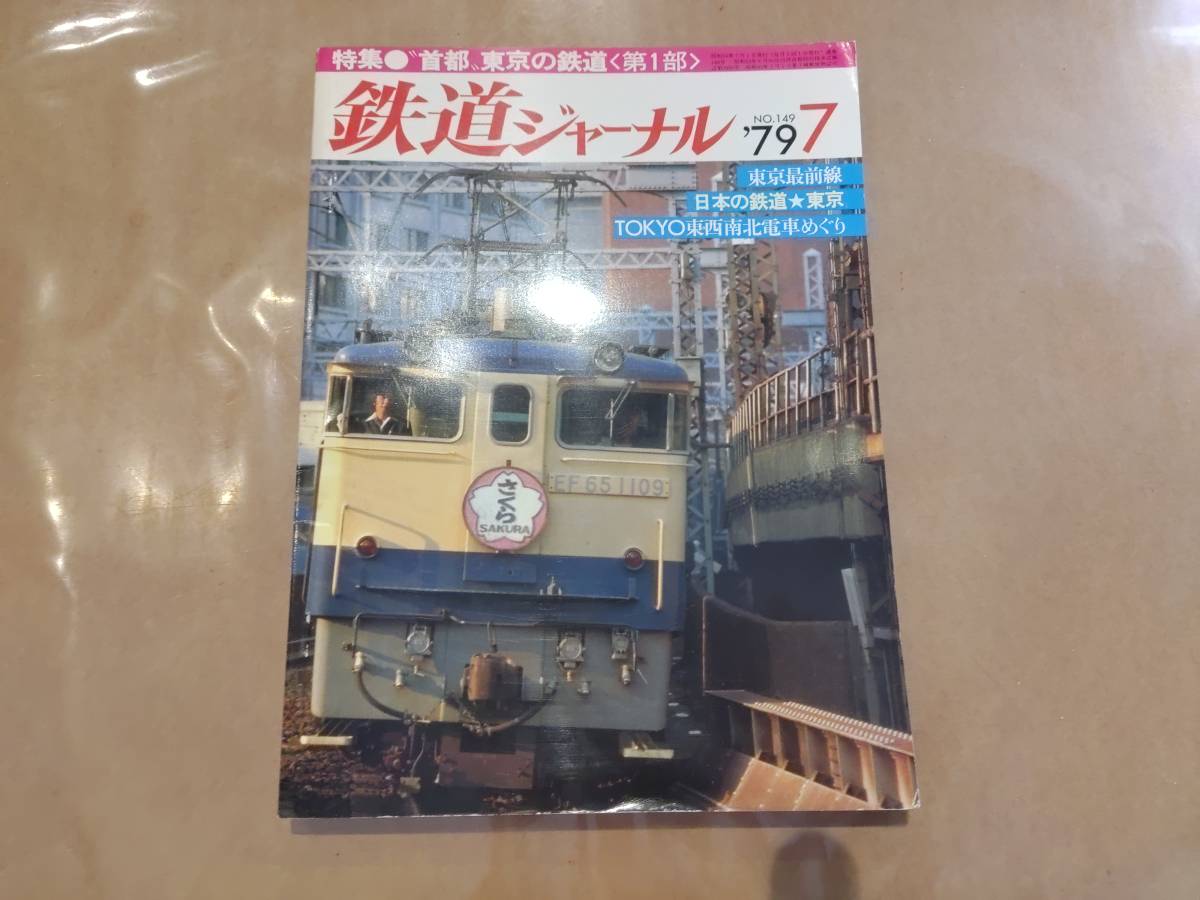 特集●〝首都〟東京の鉄道〈第1部〉
鉄道ジャーナル
NO.149
'79 7
東京最前線
日本の鉄道★東京
TOKYO東西南北電車めぐり
EF 65 1109
さくら
SAKURA